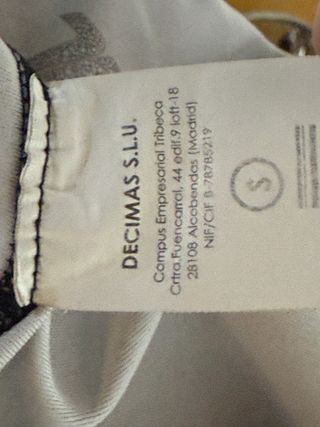 DECIMAS S.L.U.
Campus Empresarial Tribeca
Crtra.Fuencarral, 44 edif.9 loft-18
28108 Alcobendas (Madrid)
NIF/CIF B-78785219
S